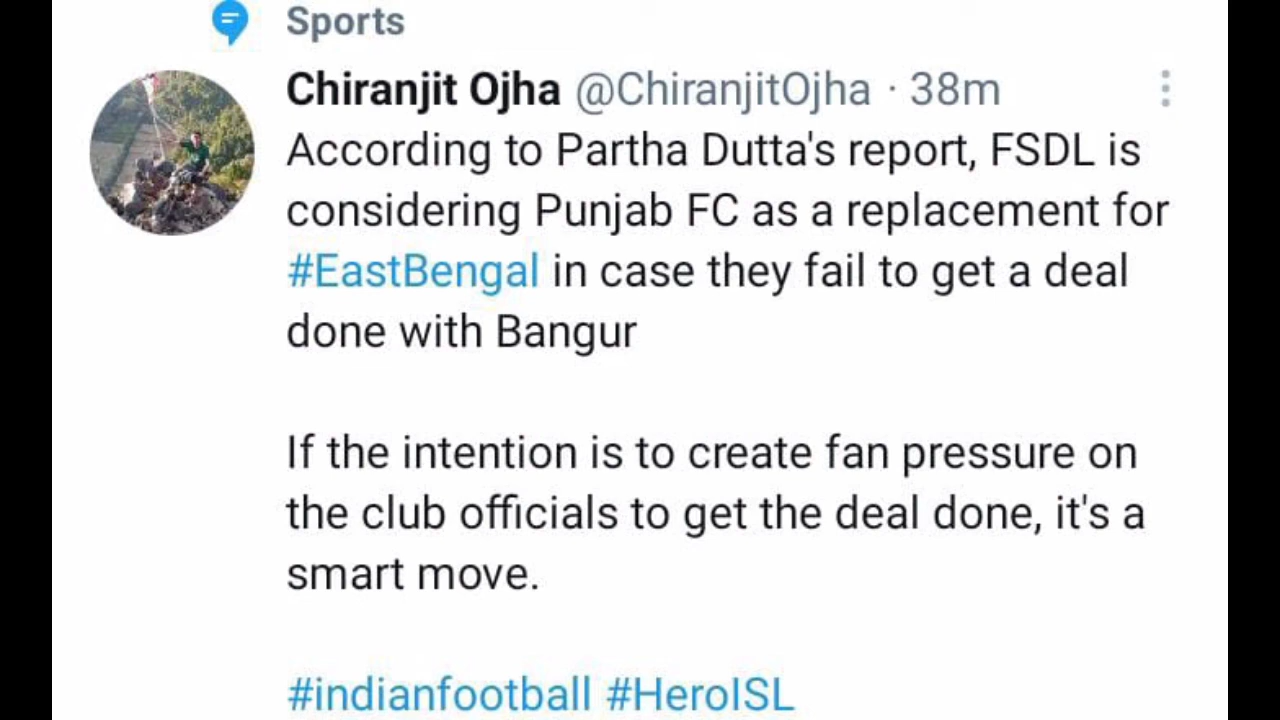 Sports
Chiranjit Ojha @ChiranjitOjha · 38m
According to Partha Dutta's report, FSDL is
considering Punjab FC as a replacement for
#EastBengal in case they fail to get a deal
done with Bangur
If the intention is to create fan pressure on
the club officials to get the deal done, it's a
smart move.
#indianfootball #HeroISL